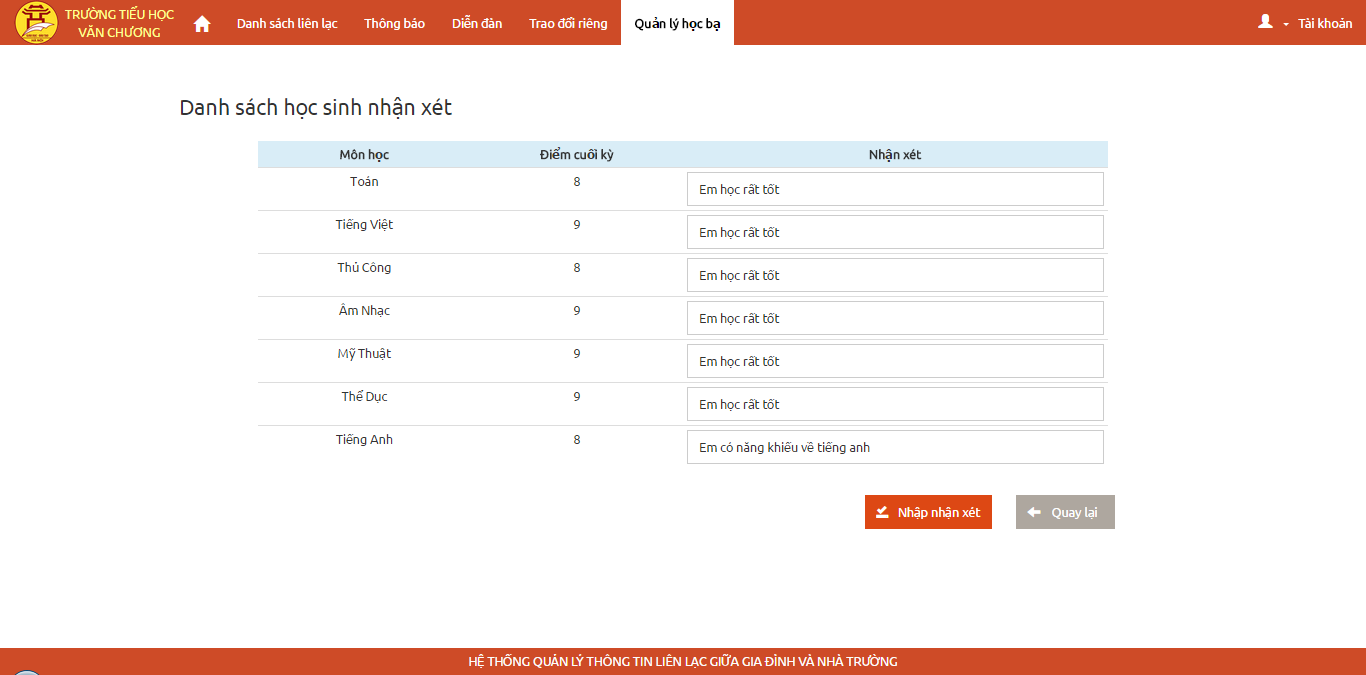 TRƯỜNG TIỂU HỌC
VĂN CHƯƠNG
Danh sách liên lạc Thông báo Diễn đàn Trao đổi riêng Quản lý học bạ Tài khoản
Danh sách học sinh nhận xét
Môn học Điểm cuối kỳ Nhận xét
Toán 8 Em học rất tốt
Tiếng Việt 9 Em học rất tốt
Thủ Công 8 Em học rất tốt
Âm Nhạc 9 Em học rất tốt
Mỹ Thuật 9 Em học rất tốt
Thể Dục 9 Em học rất tốt
Tiếng Anh 8 Em có năng khiếu về tiếng anh
Nhập nhận xét Quay lại
HỆ THỐNG QUẢN LÝ THÔNG TIN LIÊN LẠC GIỮA GIA ĐÌNH VÀ NHÀ TRƯỜNG